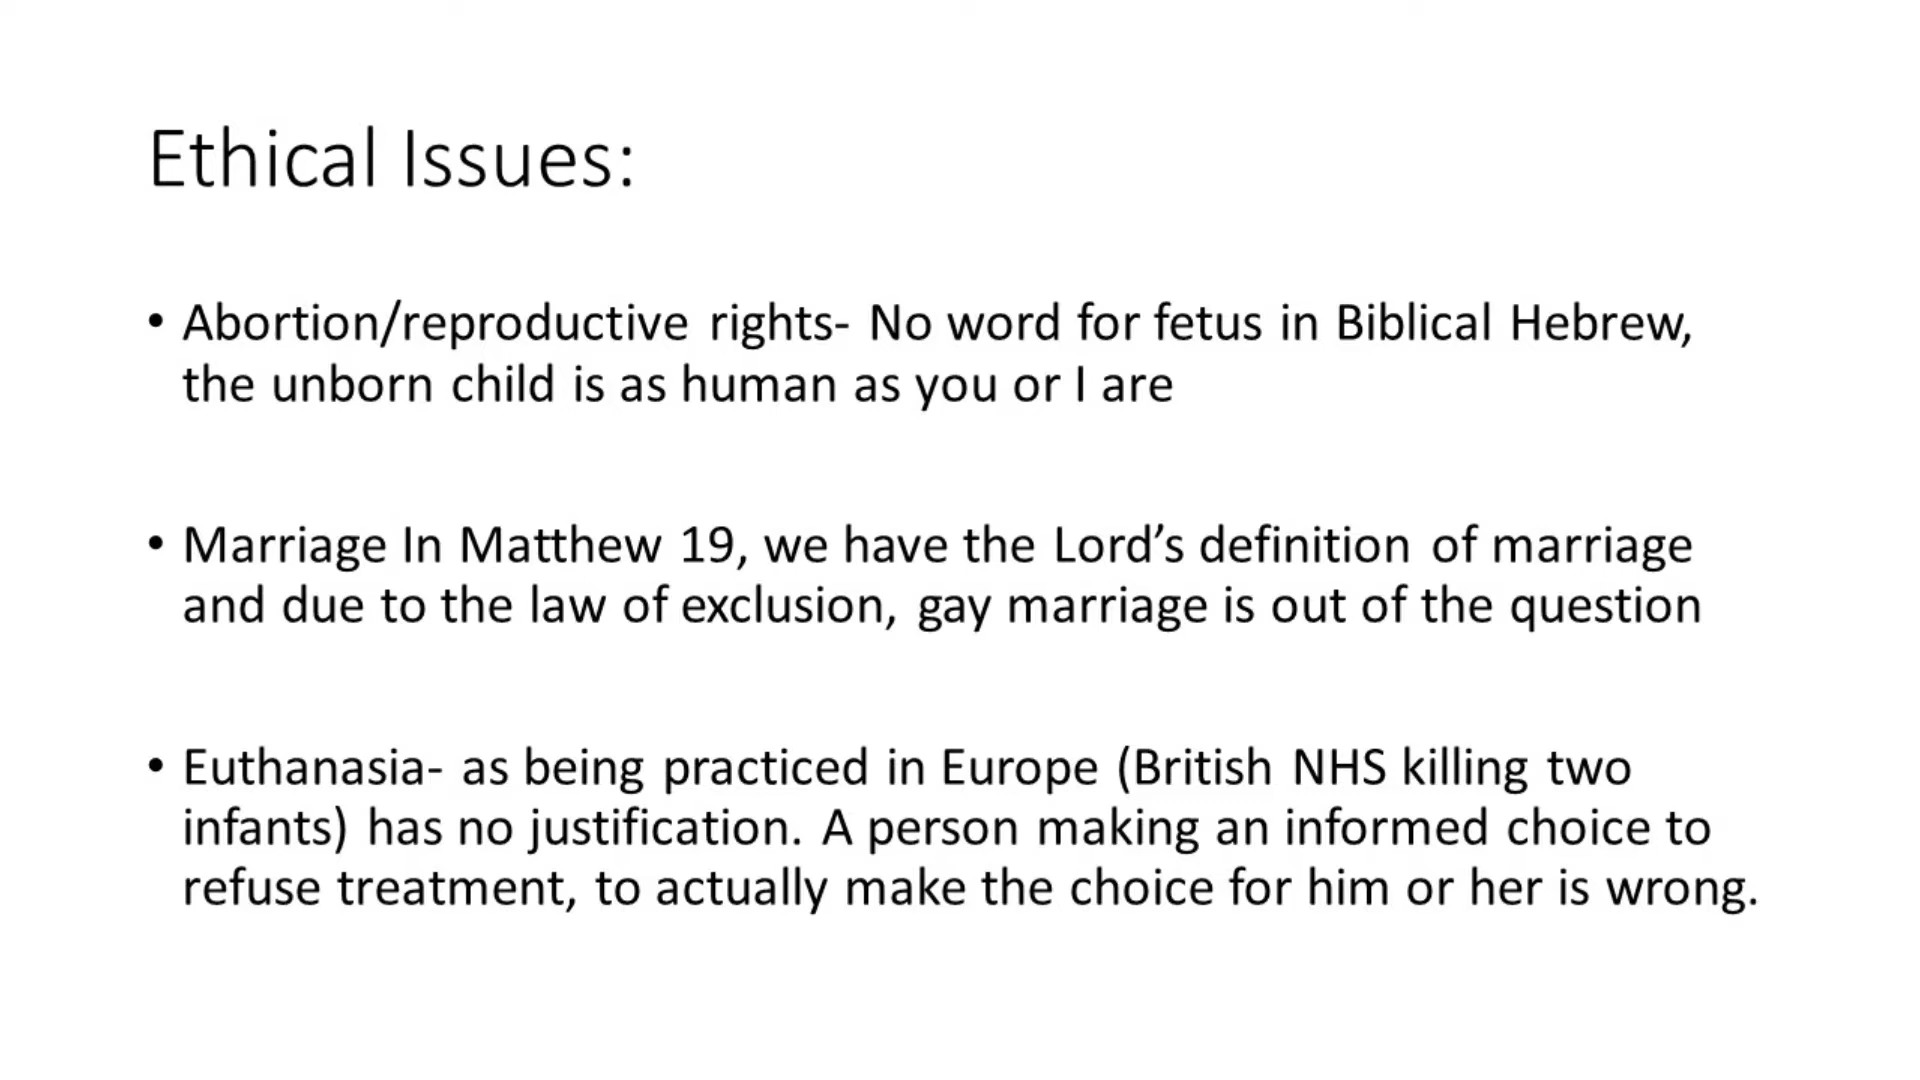 Ethical Issues:
• Abortion/reproductive rights- No word for fetus in Biblical Hebrew,
the unborn child is as human as you or I are
• Marriage In Matthew 19, we have the Lord’s definition of marriage
and due to the law of exclusion, gay marriage is out of the question
• Euthanasia- as being practiced in Europe (British NHS killing two
infants) has no justification. A person making an informed choice to
refuse treatment, to actually make the choice for him or her is wrong.